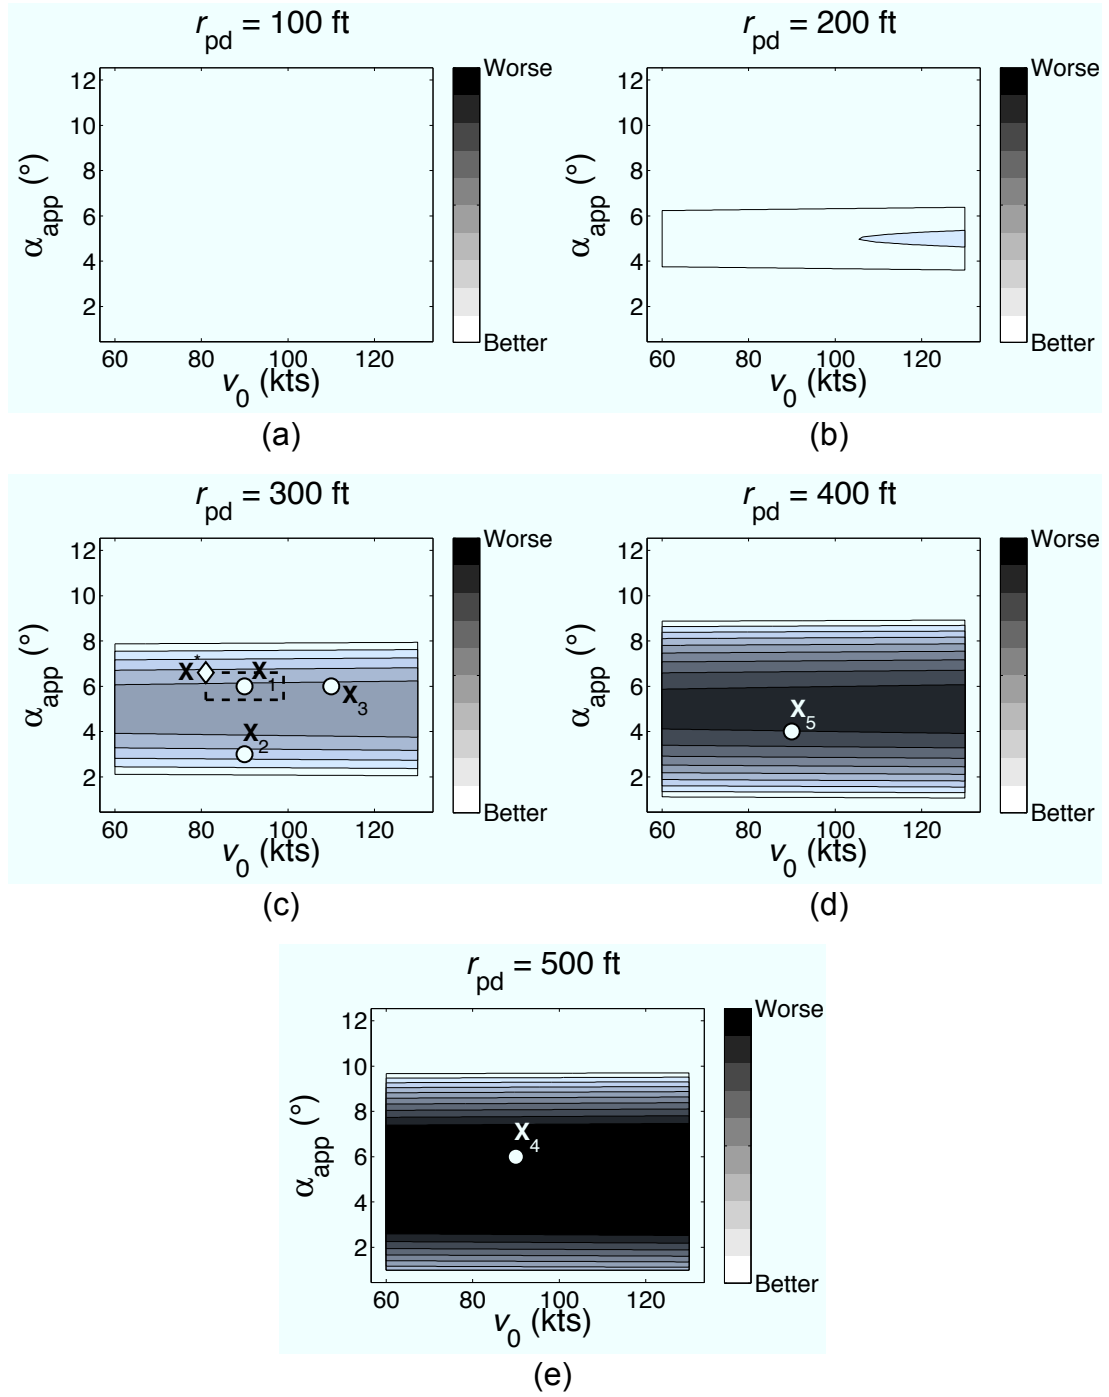 r_pd = 100 ft
r_pd = 200 ft
Worse
12
10
8
6
4
2
α_app (°)
60 80 100 120
v_0 (kts)
Better
(a)
Worse
12
10
8
6
4
2
α_app (°)
60 80 100 120
v_0 (kts)
Better
(b)
r_pd = 300 ft
r_pd = 400 ft
Worse
12
10
8
6
4
2
α_app (°)
X*
X_1
X_3
X_2
60 80 100 120
v_0 (kts)
Better
(c)
Worse
12
10
8
6
4
2
α_app (°)
X_5
60 80 100 120
v_0 (kts)
Better
(d)
r_pd = 500 ft
Worse
12
10
8
6
4
2
α_app (°)
X_4
60 80 100 120
v_0 (kts)
Better
(e)